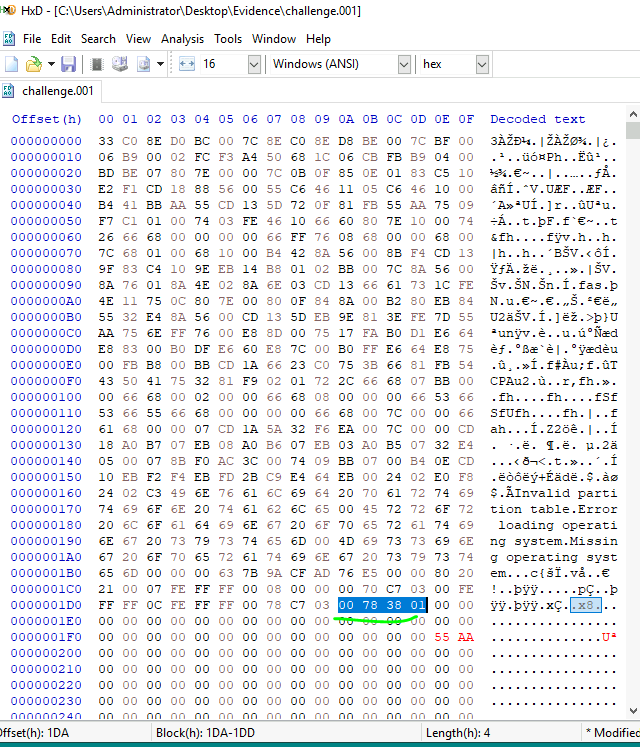 HxD - [C:\Users\Administrator\Desktop\Evidence\challenge.001]
File Edit Search View Analysis Tools Window Help
16 Windows (ANSI) hex
challenge.001
Offset(h) 00 01 02 03 04 05 06 07 08 09 0A 0B 0C 0D 0E 0F Decoded text
000000000 33 C0 8E D0 BC 00 7C 8E C0 8E D8 BE 00 7C BF 00 3ÀŽÐ¼.|ŽÀŽØ¾.|¿.
000000010 06 B9 00 02 FC F3 A4 50 68 1C 06 CB FB B9 04 00 .¹..üó¤Ph..Ëû¹..
000000020 BD BE 07 80 7E 00 00 7C 0B 0F 85 0E 01 83 C5 10 ½¾.€~..|..…..ƒÅ.
000000030 E2 F1 CD 18 88 56 00 55 C6 46 11 05 C6 46 10 00 âñÍ.ˆV.UÆF..ÆF..
000000040 B4 41 BB AA 55 CD 13 5D 72 0F 81 FB 55 AA 75 09 ´A»ªUÍ.]r..ûUªu.
000000050 F7 C1 01 00 74 03 FE 46 10 66 60 80 7E 10 00 74 ÷Á..t.þF.f`€~..t
000000060 26 66 68 00 00 00 00 66 FF 76 08 68 00 00 68 00 &fh....fÿv.h..h.
000000070 7C 68 01 00 68 10 00 B4 42 8A 56 00 8B F4 CD 13 |h..h..´BŠV.‹ôÍ.
000000080 9F 83 C4 10 9E EB 14 B8 01 02 BB 00 7C 8A 56 00 ŸƒÄ.žë.¸..».|ŠV.
000000090 8A 76 01 8A 4E 02 8A 6E 03 CD 13 66 61 73 1C FE Šv.ŠN.Šn.Í.fas.þ
0000000A0 4E 11 75 0C 80 7E 00 80 0F 84 8A 00 B2 80 EB 84 N.u.€~.€.„Š.²€ë„
0000000B0 55 32 E4 8A 56 00 CD 13 5D EB 9E 81 3E FE 7D 55 U2äŠV.Í.]ëž.>þ}U
0000000C0 AA 75 6E FF 76 00 E8 8D 00 75 17 FA B0 D1 E6 64 ªunÿv.è..u.ú°Ñæd
0000000D0 E8 83 00 B0 DF E6 60 E8 7C 00 B0 FF E6 64 E8 75 èƒ.°ßæ`è|.°ÿædèu
0000000E0 00 FB B8 00 BB CD 1A 66 23 C0 75 3B 66 81 FB 54 .û¸.»Í.f#Àu;f.ûT
0000000F0 43 50 41 75 32 81 F9 02 01 72 2C 66 68 07 BB 00 CPAu2.ù..r,fh.».
000000100 00 66 68 00 02 00 00 66 68 08 00 00 00 66 53 66 .fh....fh....fSf
000000110 53 66 55 66 68 00 00 00 00 66 68 00 7C 00 00 66 SfUfh....fh.|..f
000000120 61 68 00 00 07 CD 1A 5A 32 F6 EA 00 7C 00 00 CD ah...Í.Z2öê.|..Í
000000130 18 A0 B7 07 EB 08 A0 B6 07 EB 03 A0 B5 07 32 E4 . ·.ë. ¶.ë. µ.2ä
000000140 05 00 07 8B F0 AC 3C 00 74 09 BB 07 00 B4 0E CD ...‹ð¬<.t.»..´.Í
000000150 10 EB F2 F4 EB FD 2B C9 E4 64 EB 00 24 02 E0 F8 .ëòôëý+Éädë.$.àø
000000160 24 02 C3 49 6E 76 61 6C 69 64 20 70 61 72 74 69 $.ÃInvalid parti
000000170 74 69 6F 6E 20 74 61 62 6C 65 00 45 72 72 6F 72 tion table.Error
000000180 20 6C 6F 61 64 69 6E 67 20 6F 70 65 72 61 74 69 loading operati
000000190 6E 67 20 73 79 73 74 65 6D 00 4D 69 73 73 69 6E ng system.Missin
0000001A0 67 20 6F 70 65 72 61 74 69 6E 67 20 73 79 73 74 g operating syst
0000001B0 65 6D 00 00 00 63 7B 9A CF AD 76 E5 00 00 80 20 em...c{šÏ.vå..€
0000001C0 21 00 07 FE FF FF 00 08 00 00 00 70 C7 03 00 FE !..þÿÿ.....pÇ..þ
0000001D0 FF FF 0C FE FF FF 00 78 C7 03 00 78 38 01 00 00 ÿÿ.þÿÿ.xÇ..x8...
0000001E0 00 00 00 00 00 00 00 00 00 00 00 00 00 00 00 00 ................
0000001F0 00 00 00 00 00 00 00 00 00 00 00 00 00 00 55 AA ..............Uª
000000200 00 00 00 00 00 00 00 00 00 00 00 00 00 00 00 00 ................
000000210 00 00 00 00 00 00 00 00 00 00 00 00 00 00 00 00 ................
000000220 00 00 00 00 00 00 00 00 00 00 00 00 00 00 00 00 ................
000000230 00 00 00 00 00 00 00 00 00 00 00 00 00 00 00 00 ................
000000240 00 00 00 00 00 00 00 00 00 00 00 00 00 00 00 00 ................
Offset(h): 1DA Block(h): 1DA-1DD Length(h): 4 * Modified